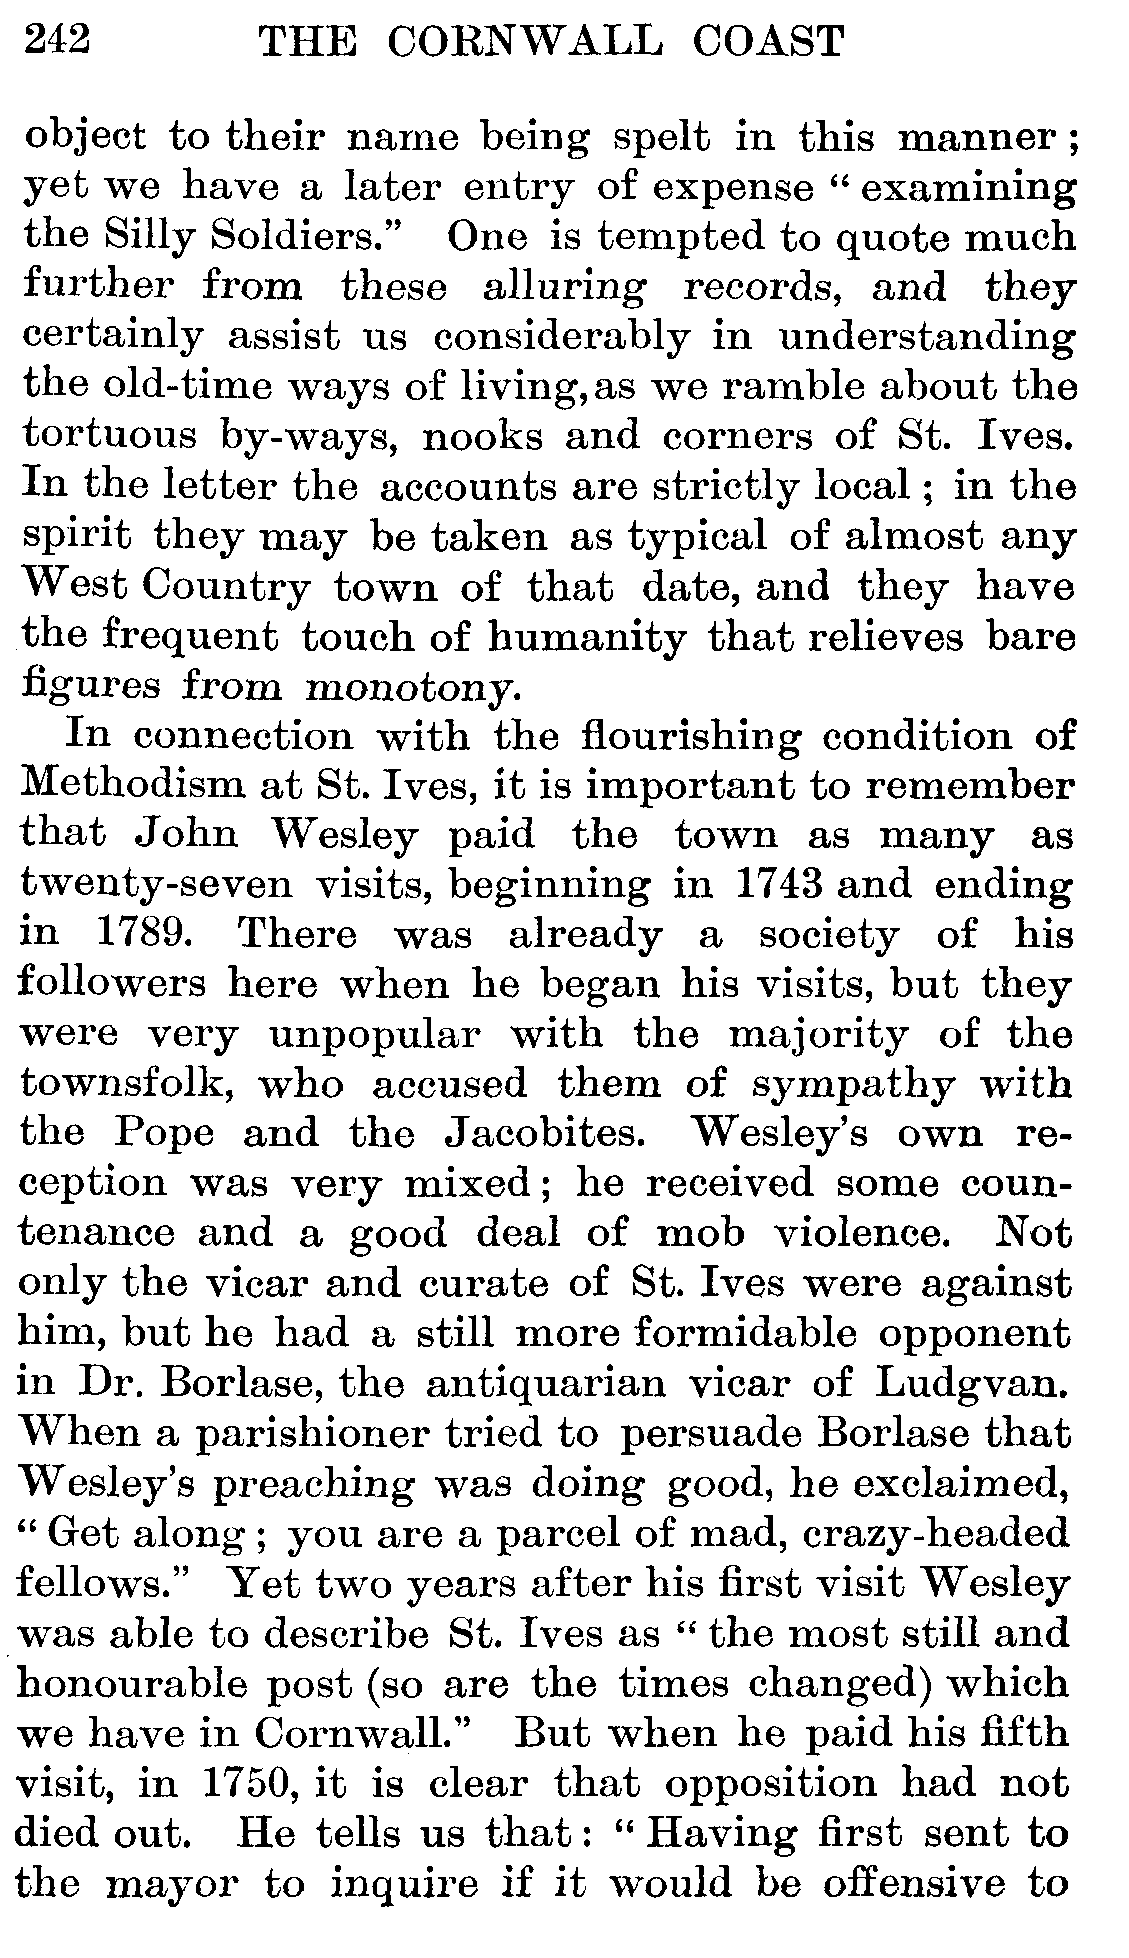 242 THE CORNWALL COAST
object to their name being spelt in this manner ;
yet we have a later entry of expense “ examining
the Silly Soldiers.” One is tempted to quote much
further from these alluring records, and they
certainly assist us considerably in understanding
the old-time ways of living, as we ramble about the
tortuous by-ways, nooks and corners of St. Ives.
In the letter the accounts are strictly local ; in the
spirit they may be taken as typical of almost any
West Country town of that date, and they have
the frequent touch of humanity that relieves bare
figures from monotony.
In connection with the flourishing condition of
Methodism at St. Ives, it is important to remember
that John Wesley paid the town as many as
twenty-seven visits, beginning in 1743 and ending
in 1789. There was already a society of his
followers here when he began his visits, but they
were very unpopular with the majority of the
townsfolk, who accused them of sympathy with
the Pope and the Jacobites. Wesley’s own re-
ception was very mixed ; he received some coun-
tenance and a good deal of mob violence. Not
only the vicar and curate of St. Ives were against
him, but he had a still more formidable opponent
in Dr. Borlase, the antiquarian vicar of Ludgvan.
When a parishioner tried to persuade Borlase that
Wesley’s preaching was doing good, he exclaimed,
“ Get along ; you are a parcel of mad, crazy-headed
fellows.” Yet two years after his first visit Wesley
was able to describe St. Ives as “ the most still and
honourable post (so are the times changed) which
we have in Cornwall.” But when he paid his fifth
visit, in 1750, it is clear that opposition had not
died out. He tells us that : “ Having first sent to
the mayor to inquire if it would be offensive to